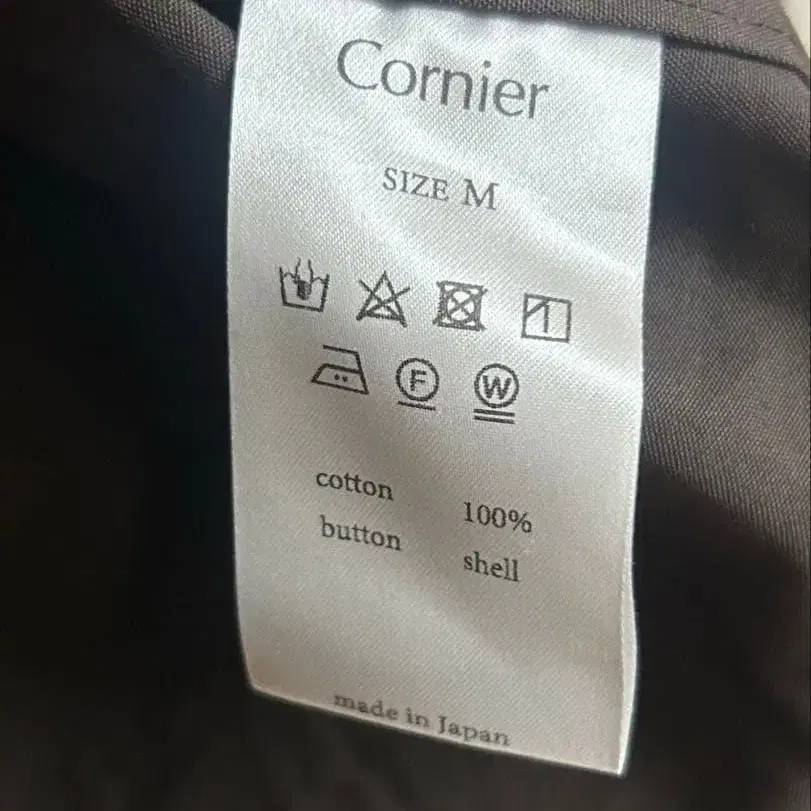 Cornier
SIZE M
F W
cotton 100%
button shell
made in Japan